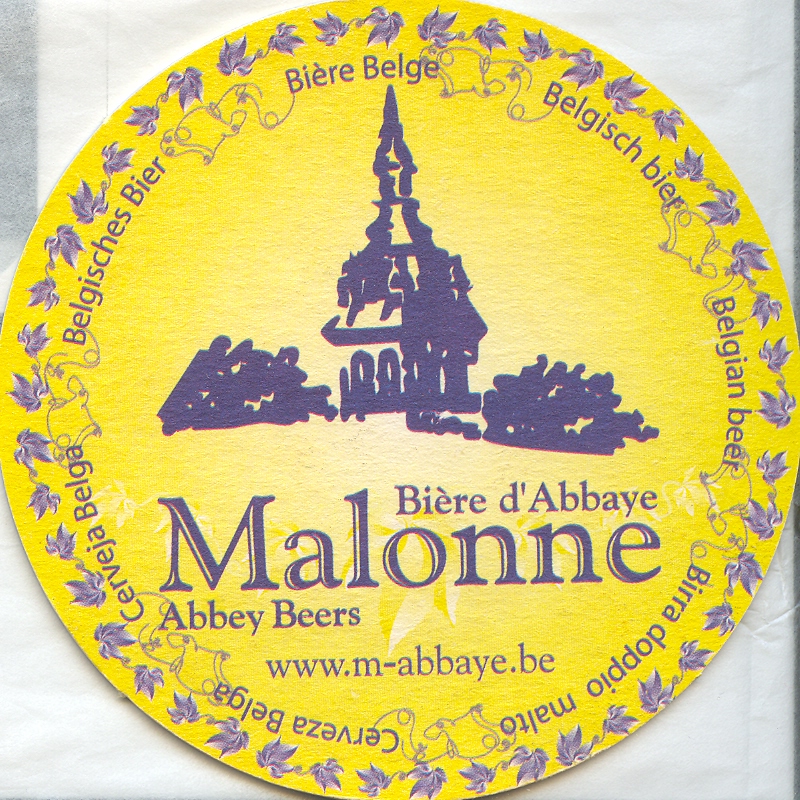 Bière Belge
Belgisch bier
Belgian beer
Birra doppio malto
Cerveza Belga
Cerveja Belga
Belgisches Bier
Bière d'Abbaye
Malonne
Abbey Beers
www.m-abbaye.be